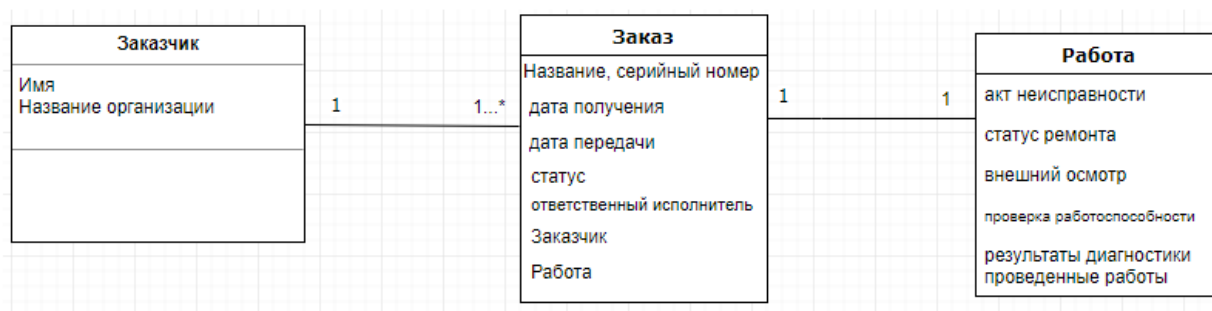 Заказчик
Имя
Название организации
1
1...*
Заказ
Название, серийный номер
дата получения
дата передачи
статус
ответственный исполнитель
Заказчик
Работа
1
1
Работа
акт неисправности
статус ремонта
внешний осмотр
проверка работоспособности
результаты диагностики
проведенные работы